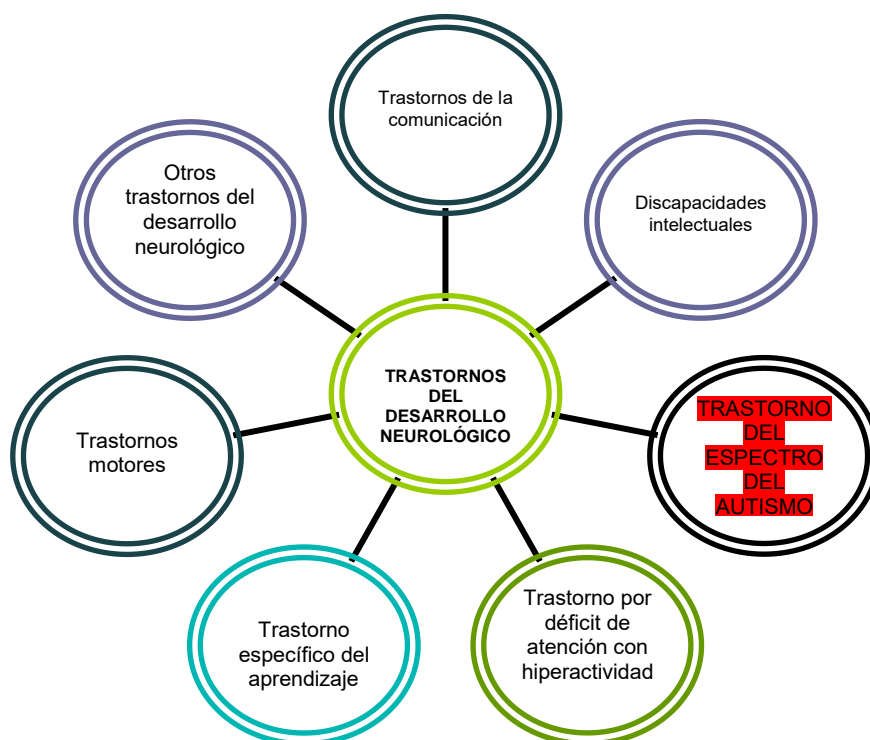 Trastornos de la
comunicación
Otros
trastornos del
desarrollo
neurológico
Discapacidades
intelectuales
TRASTORNOS
DEL
DESARROLLO
NEUROLÓGICO
TRASTORNO
DEL
ESPECTRO
DEL
AUTISMO
Trastornos
motores
Trastorno
específico del
aprendizaje
Trastorno por
déficit de
atención con
hiperactividad